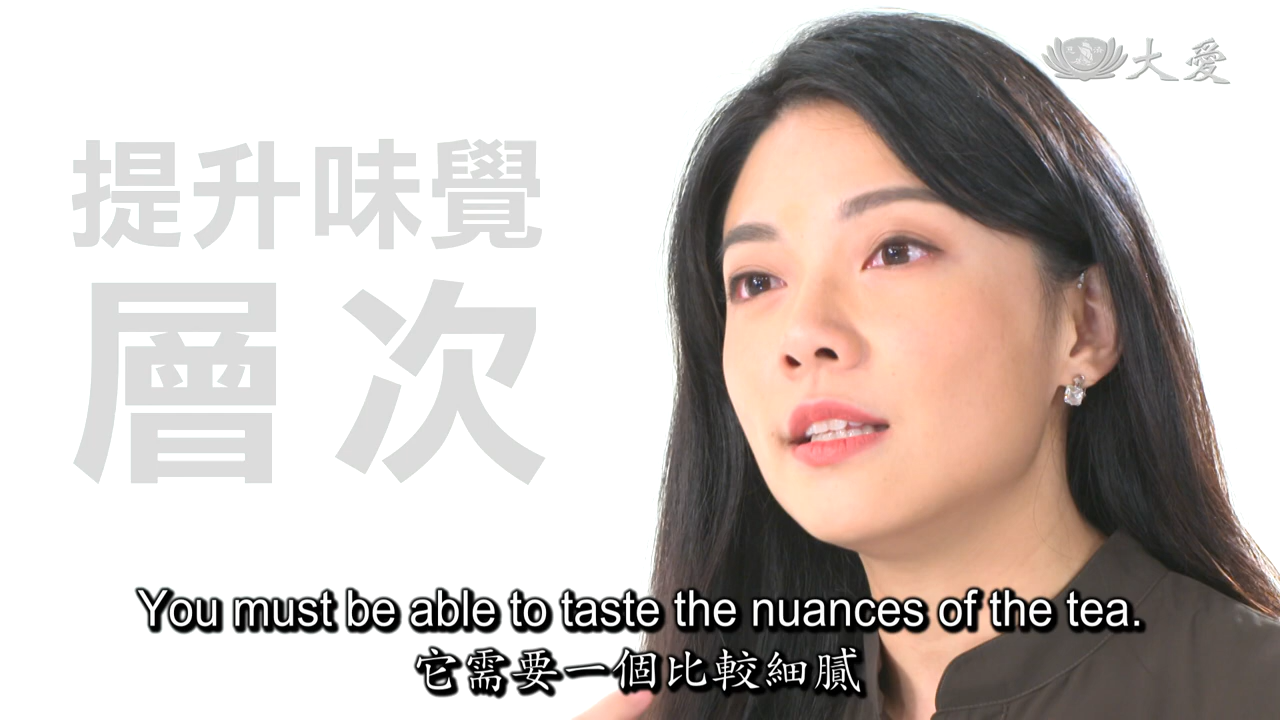 大愛
提升味覺
層次
You must be able to taste the nuances of the tea.
它需要一個比較細膩